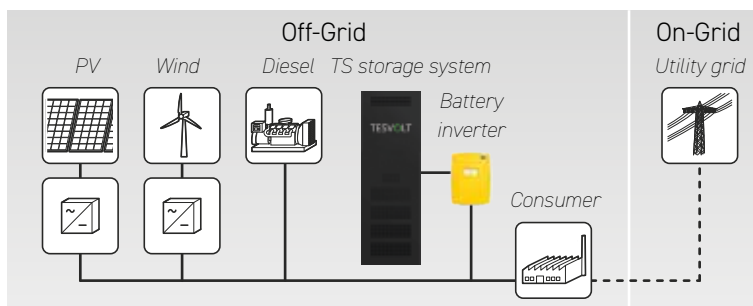 Off-Grid
On-Grid
PV
Wind
Diesel
TS storage system
Utility grid
Battery
inverter
TESVOLT
Consumer